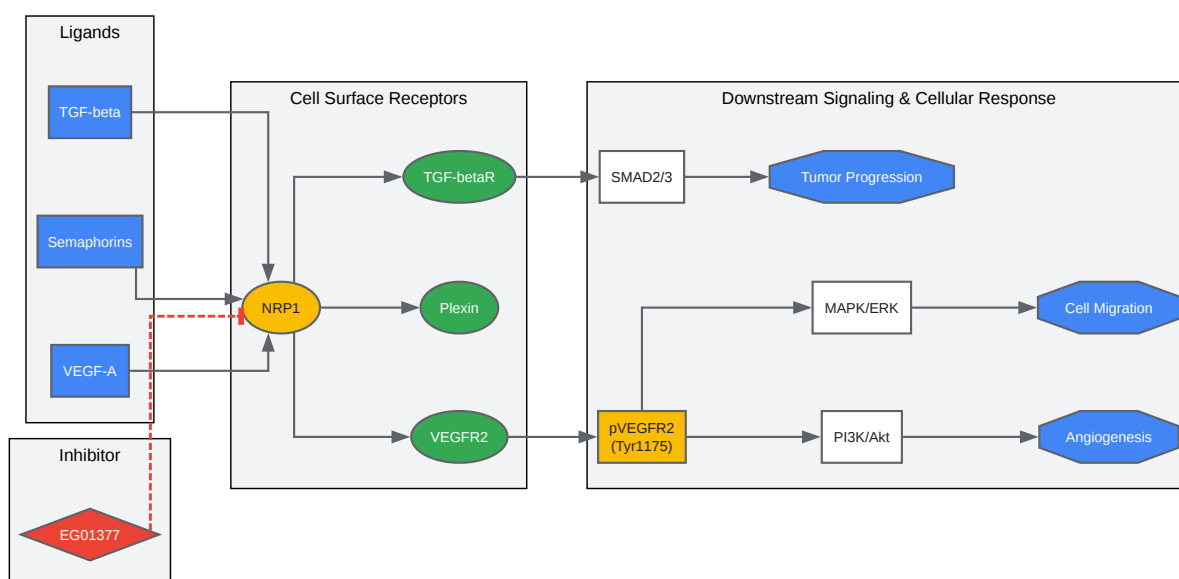 Ligands
TGF-beta
Semaphorins
VEGF-A
Inhibitor
EG01377
Cell Surface Receptors
NRP1
TGF-betaR
Plexin
VEGFR2
Downstream Signaling & Cellular Response
SMAD2/3
Tumor Progression
MAPK/ERK
Cell Migration
pVEGFR2
(Tyr1175)
PI3K/Akt
Angiogenesis